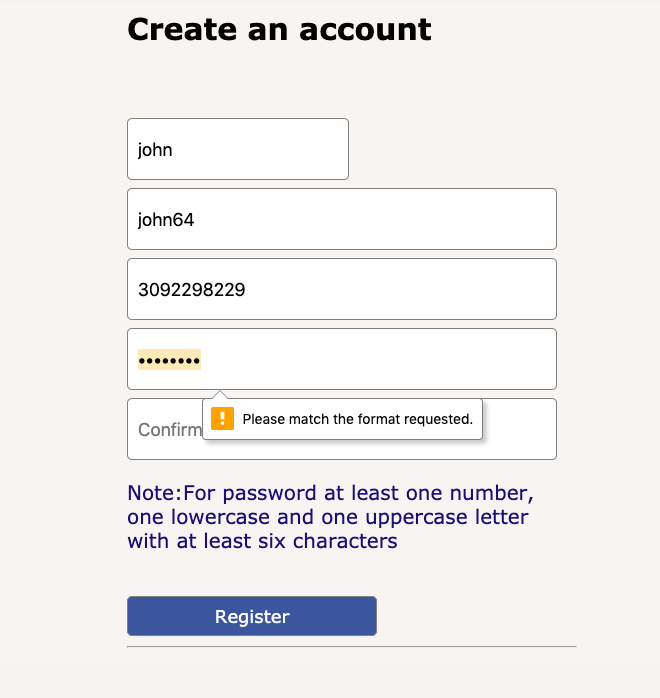 Create an account
john
john64
3092298229
••••••••
Please match the format requested.
Confirm
Note:For password at least one number,
one lowercase and one uppercase letter
with at least six characters
Register